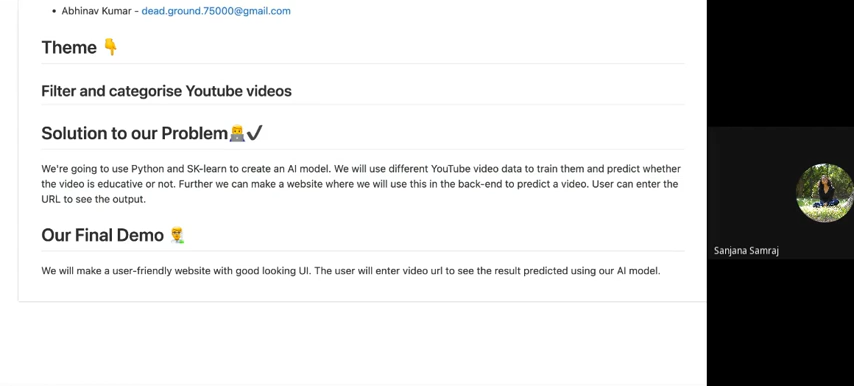 Abhinav Kumar - dead.ground.75000@gmail.com
Theme 👇
Filter and categorise Youtube videos
Solution to our Problem👨‍💻✔️
We're going to use Python and SK-learn to create an AI model. We will use different YouTube video data to train them and predict whether
the video is educative or not. Further we can make a website where we will use this in the back-end to predict a video. User can enter the
URL to see the output.
Our Final Demo 👨‍🔬
We will make a user-friendly website with good looking UI. The user will enter video url to see the result predicted using our AI model.
Sanjana Samraj